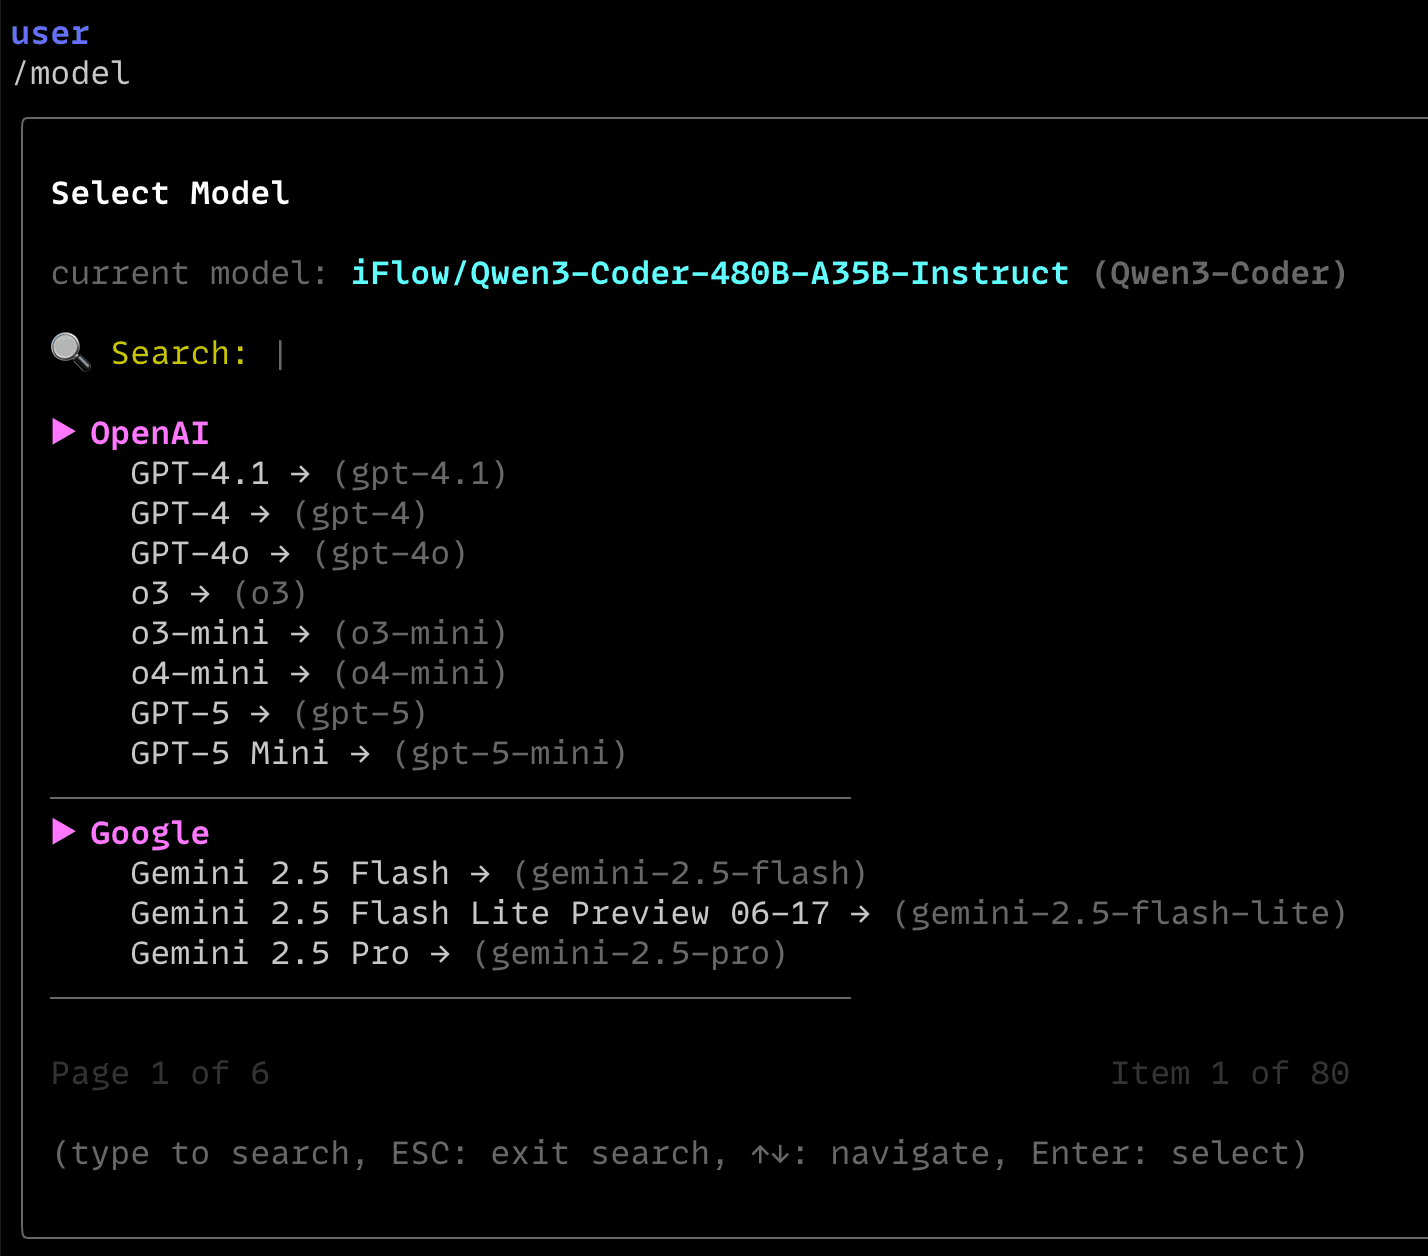 user
/model
Select Model
current model: iFlow/Qwen3-Coder-480B-A35B-Instruct (Qwen3-Coder)
🔍 Search: |
▶ OpenAI
GPT-4.1 → (gpt-4.1)
GPT-4 → (gpt-4)
GPT-4o → (gpt-4o)
o3 → (o3)
o3-mini → (o3-mini)
o4-mini → (o4-mini)
GPT-5 → (gpt-5)
GPT-5 Mini → (gpt-5-mini)
▶ Google
Gemini 2.5 Flash → (gemini-2.5-flash)
Gemini 2.5 Flash Lite Preview 06-17 → (gemini-2.5-flash-lite)
Gemini 2.5 Pro → (gemini-2.5-pro)
Page 1 of 6 Item 1 of 80
(type to search, ESC: exit search, ↑↓: navigate, Enter: select)